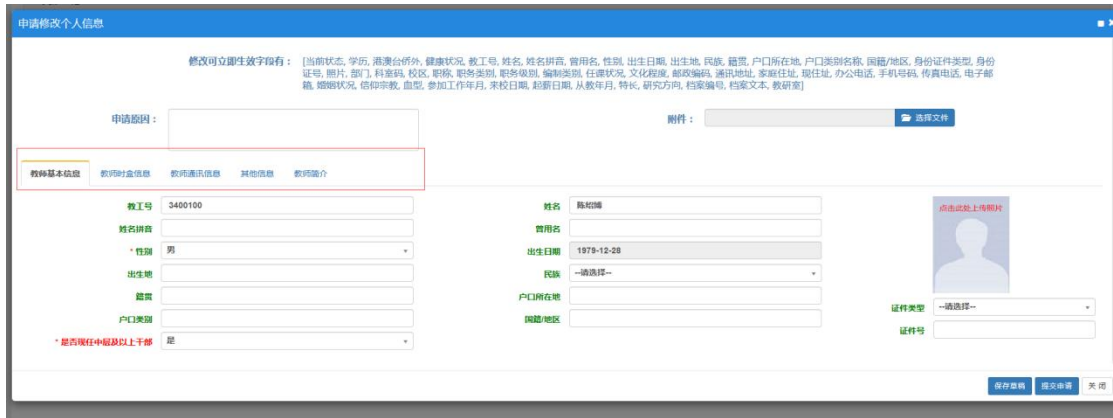 申请修改个人信息
修改可立即生效字段有： [当前状态, 学历, 港澳台侨外, 健康状况, 教工号, 姓名, 姓名拼音, 曾用名, 性别, 出生日期, 出生地, 民族, 籍贯, 户口所在地, 户口类别名称, 国籍/地区, 身份证件类型, 身份
证号, 照片, 部门, 科室码, 校区, 职称, 职务类别, 职务级别, 编制类别, 任课状况, 文化程度, 邮政编码, 通讯地址, 家庭住址, 现住址, 办公电话, 手机号码, 传真电话, 电子邮
箱, 婚姻状况, 信仰宗教, 血型, 参加工作年月, 来校日期, 起薪日期, 从教年月, 特长, 研究方向, 档案编号, 档案文本, 教研室]
申请原因： 附件： 选择文件
教师基本信息 教师时盒信息 教师通讯信息 其他信息 教师简介
教工号 3400100 姓名 陈绍博 点击此处上传照片
姓名拼音 曾用名
* 性别 男 出生日期 1979-12-28
出生地 民族 --请选择--
籍贯 户口所在地 证件类型 --请选择--
户口类别 国籍/地区 证件号
* 是否现任中层及以上干部 是
保存草稿 提交申请 关 闭